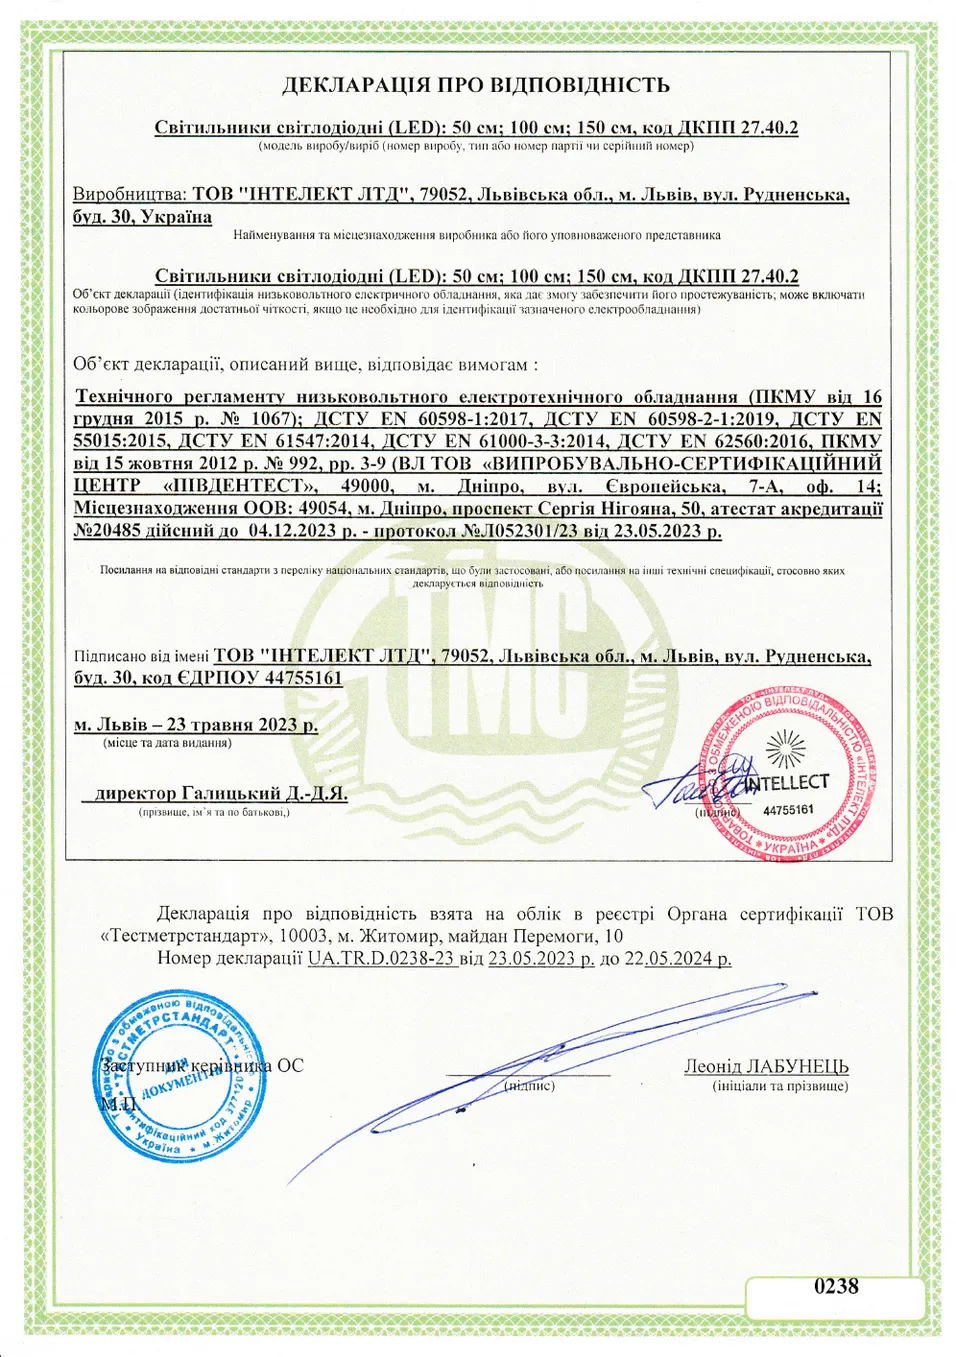 ДЕКЛАРАЦІЯ ПРО ВІДПОВІДНІСТЬ
Світильники світлодіодні (LED): 50 см; 100 см; 150 см, код ДКПП 27.40.2
(модель виробу/виріб (номер виробу, тип або номер партії чи серійний номер)
Виробництва: ТОВ "ІНТЕЛЕКТ ЛТД", 79052, Львівська обл., м. Львів, вул. Рудненська,
буд. 30, Україна
Найменування та місцезнаходження виробника або його уповноваженого представника
Світильники світлодіодні (LED): 50 см; 100 см; 150 см, код ДКПП 27.40.2
Об’єкт декларації (ідентифікація низьковольтного електричного обладнання, яка дає змогу забезпечити його простежуваність, може включати
кольорове зображення достатньої чіткості, якщо це необхідно для ідентифікації зазначеного електрообладнання)
Об’єкт декларації, описаний вище, відповідає вимогам :
Технічного регламенту низьковольтного електротехнічного обладнання (ПКМУ від 16
грудня 2015 р. № 1067); ДСТУ EN 60598-1:2017, ДСТУ EN 60598-2-1:2019, ДСТУ EN
55015:2015, ДСТУ EN 61547:2014, ДСТУ EN 61000-3-3:2014, ДСТУ EN 62560:2016, ПКМУ
від 15 жовтня 2012 р. № 992, рр. 3-9 (ВЛ ТОВ «ВИПРОБУВАЛЬНО-СЕРТИФІКАЦІЙНИЙ
ЦЕНТР «ПІВДЕНТЕСТ», 49000, м. Дніпро, вул. Європейська, 7-А, оф. 14;
Місцезнаходження ООВ: 49054, м. Дніпро, проспект Сергія Нігояна, 50, атестат акредитації
№20485 дійсний до 04.12.2023 р. - протокол №Л052301/23 від 23.05.2023 р.
Посилання на відповідні стандарти з переліку національних стандартів, що були застосовані, або посилання на інші технічні специфікації, стосовно яких
декларується відповідність
ТМС
Підписано від імені ТОВ "ІНТЕЛЕКТ ЛТД", 79052, Львівська обл., м. Львів, вул. Рудненська,
буд. 30, код ЄДРПОУ 44755161
м. Львів – 23 травня 2023 р.
(місце та дата видання)
директор Галицький Д.-Д.Я.
(прізвище, ім`я та по батькові,)
(підпис)
ТОВАРИСТВО З ОБМЕЖЕНОЮ ВІДПОВІДАЛЬНІСТЮ «ІНТЕЛЕКТ ЛТД»
* УКРАЇНА *
INTELLECT
44755161
Декларація про відповідність взята на облік в реєстрі Органа сертифікації ТОВ
«Тестметрстандарт», 10003, м. Житомир, майдан Перемоги, 10
Номер декларації UA.TR.D.0238-23 від 23.05.2023 р. до 22.05.2024 р.
Товариство з обмеженою відповідальністю
"ТЕСТМЕТРСТАНДАРТ"
ДЛЯ
ДОКУМЕНТІВ
* Україна * м. Житомир *
Заступник керівника ОС
(підпис)
Леонід ЛАБУНЕЦЬ
(ініціали та прізвище)
М.П.
0238